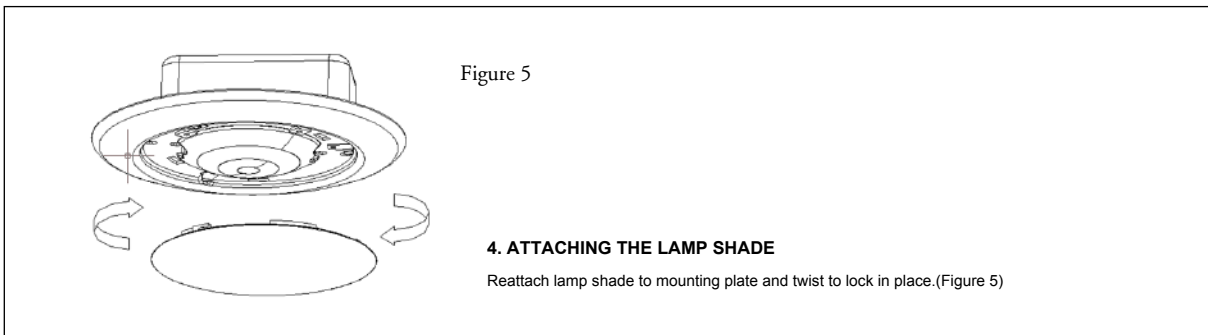 Figure 5
4. ATTACHING THE LAMP SHADE
Reattach lamp shade to mounting plate and twist to lock in place.(Figure 5)